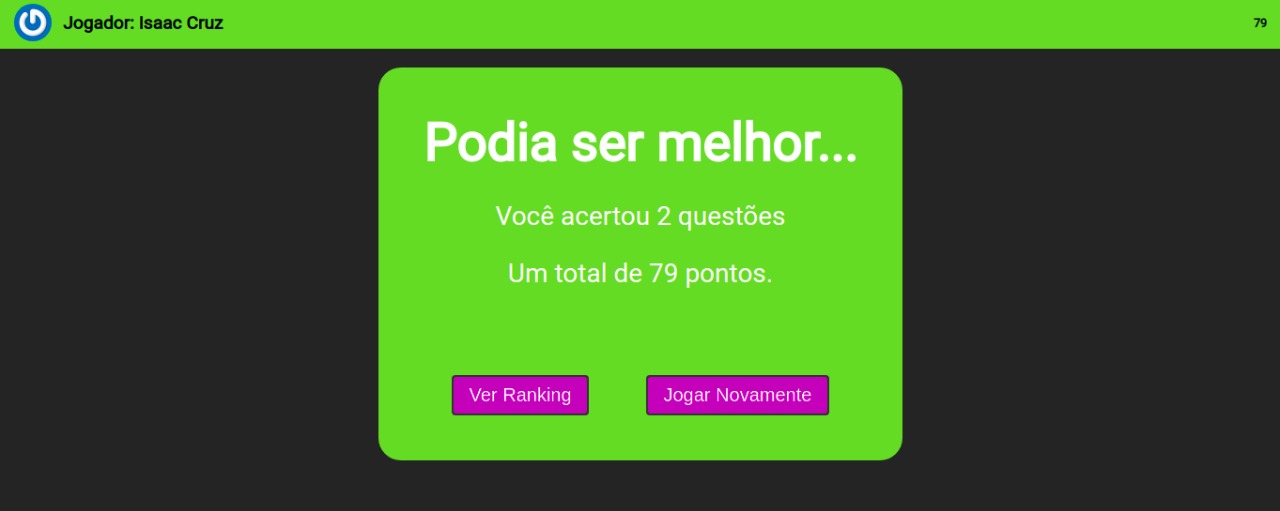 Jogador: Isaac Cruz
79
Podia ser melhor...
Você acertou 2 questões
Um total de 79 pontos.
Ver Ranking
Jogar Novamente